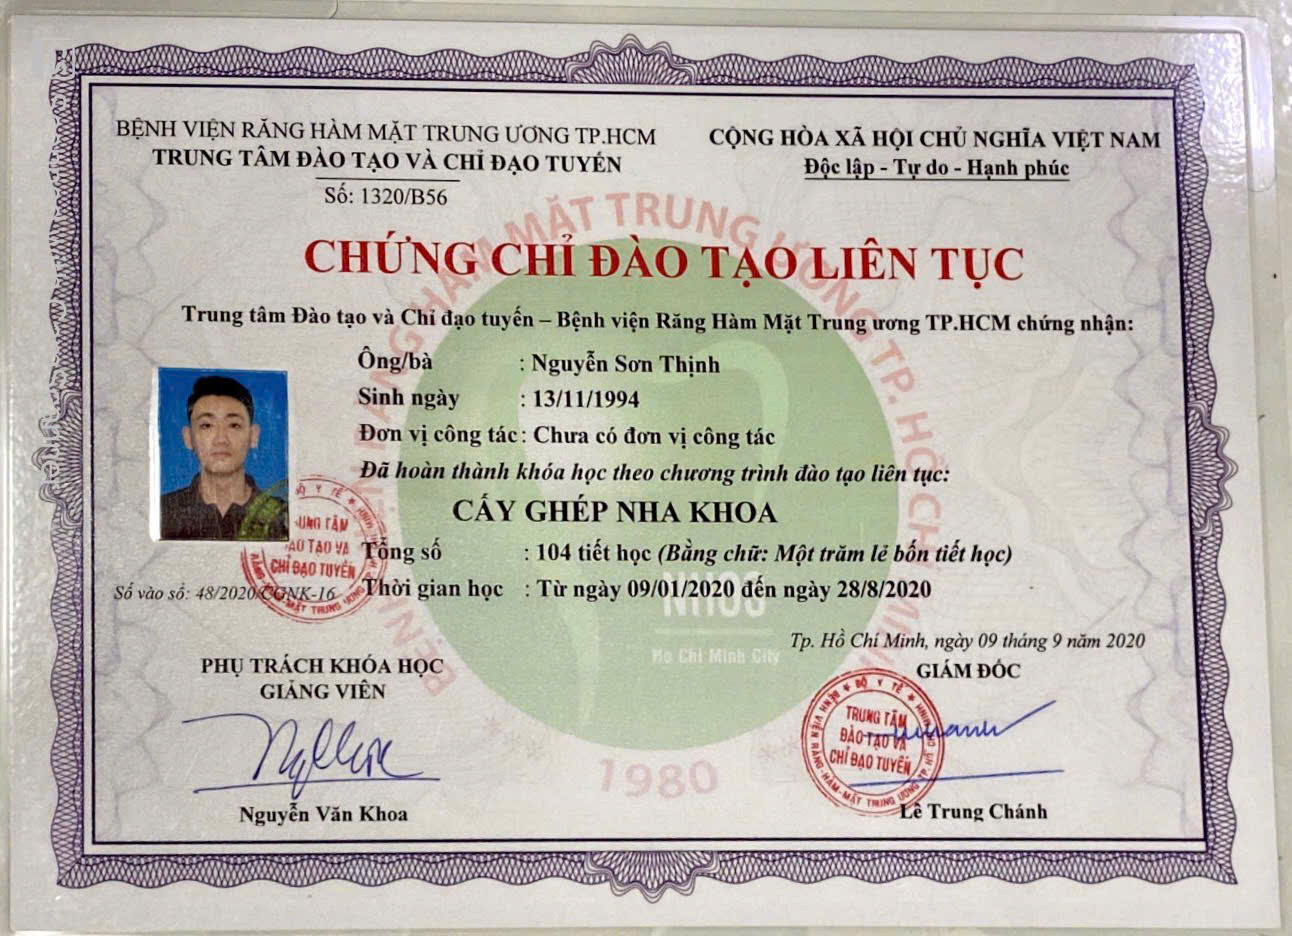 BỆNH VIỆN RĂNG HÀM MẶT TRUNG ƯƠNG TP.HCM
TRUNG TÂM ĐÀO TẠO VÀ CHỈ ĐẠO TUYẾN
Số: 1320/B56
CỘNG HÒA XÃ HỘI CHỦ NGHĨA VIỆT NAM
Độc lập - Tự do - Hạnh phúc
CHỨNG CHỈ ĐÀO TẠO LIÊN TỤC
Trung tâm Đào tạo và Chỉ đạo tuyến – Bệnh viện Răng Hàm Mặt Trung ương TP.HCM chứng nhận:
Ông/bà : Nguyễn Sơn Thịnh
Sinh ngày : 13/11/1994
Đơn vị công tác : Chưa có đơn vị công tác
Đã hoàn thành khóa học theo chương trình đào tạo liên tục:
CẤY GHÉP NHA KHOA
Tổng số : 104 tiết học (Bằng chữ: Một trăm lẻ bốn tiết học)
Thời gian học : Từ ngày 09/01/2020 đến ngày 28/8/2020
Số vào sổ: 48/2020/CGNK-16
Tp. Hồ Chí Minh, ngày 09 tháng 9 năm 2020
PHỤ TRÁCH KHÓA HỌC
GIẢNG VIÊN
Nguyễn Văn Khoa
GIÁM ĐỐC
TRUNG TÂM
ĐÀO TẠO VÀ
CHỈ ĐẠO TUYẾN
Lê Trung Chánh
NHOS
Ho Chi Minh City
1980